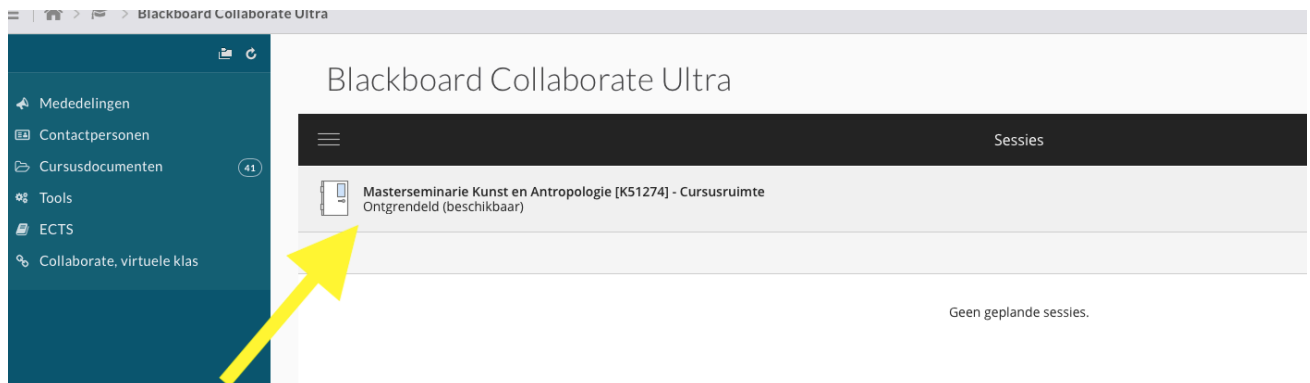 Blackboard Collaborate Ultra
Mededelingen
Contactpersonen
Cursusdocumenten 41
Tools
ECTS
Collaborate, virtuele klas
Blackboard Collaborate Ultra
Sessies
Masterseminarie Kunst en Antropologie [K51274] - Cursusruimte
Ontgrendeld (beschikbaar)
Geen geplande sessies.